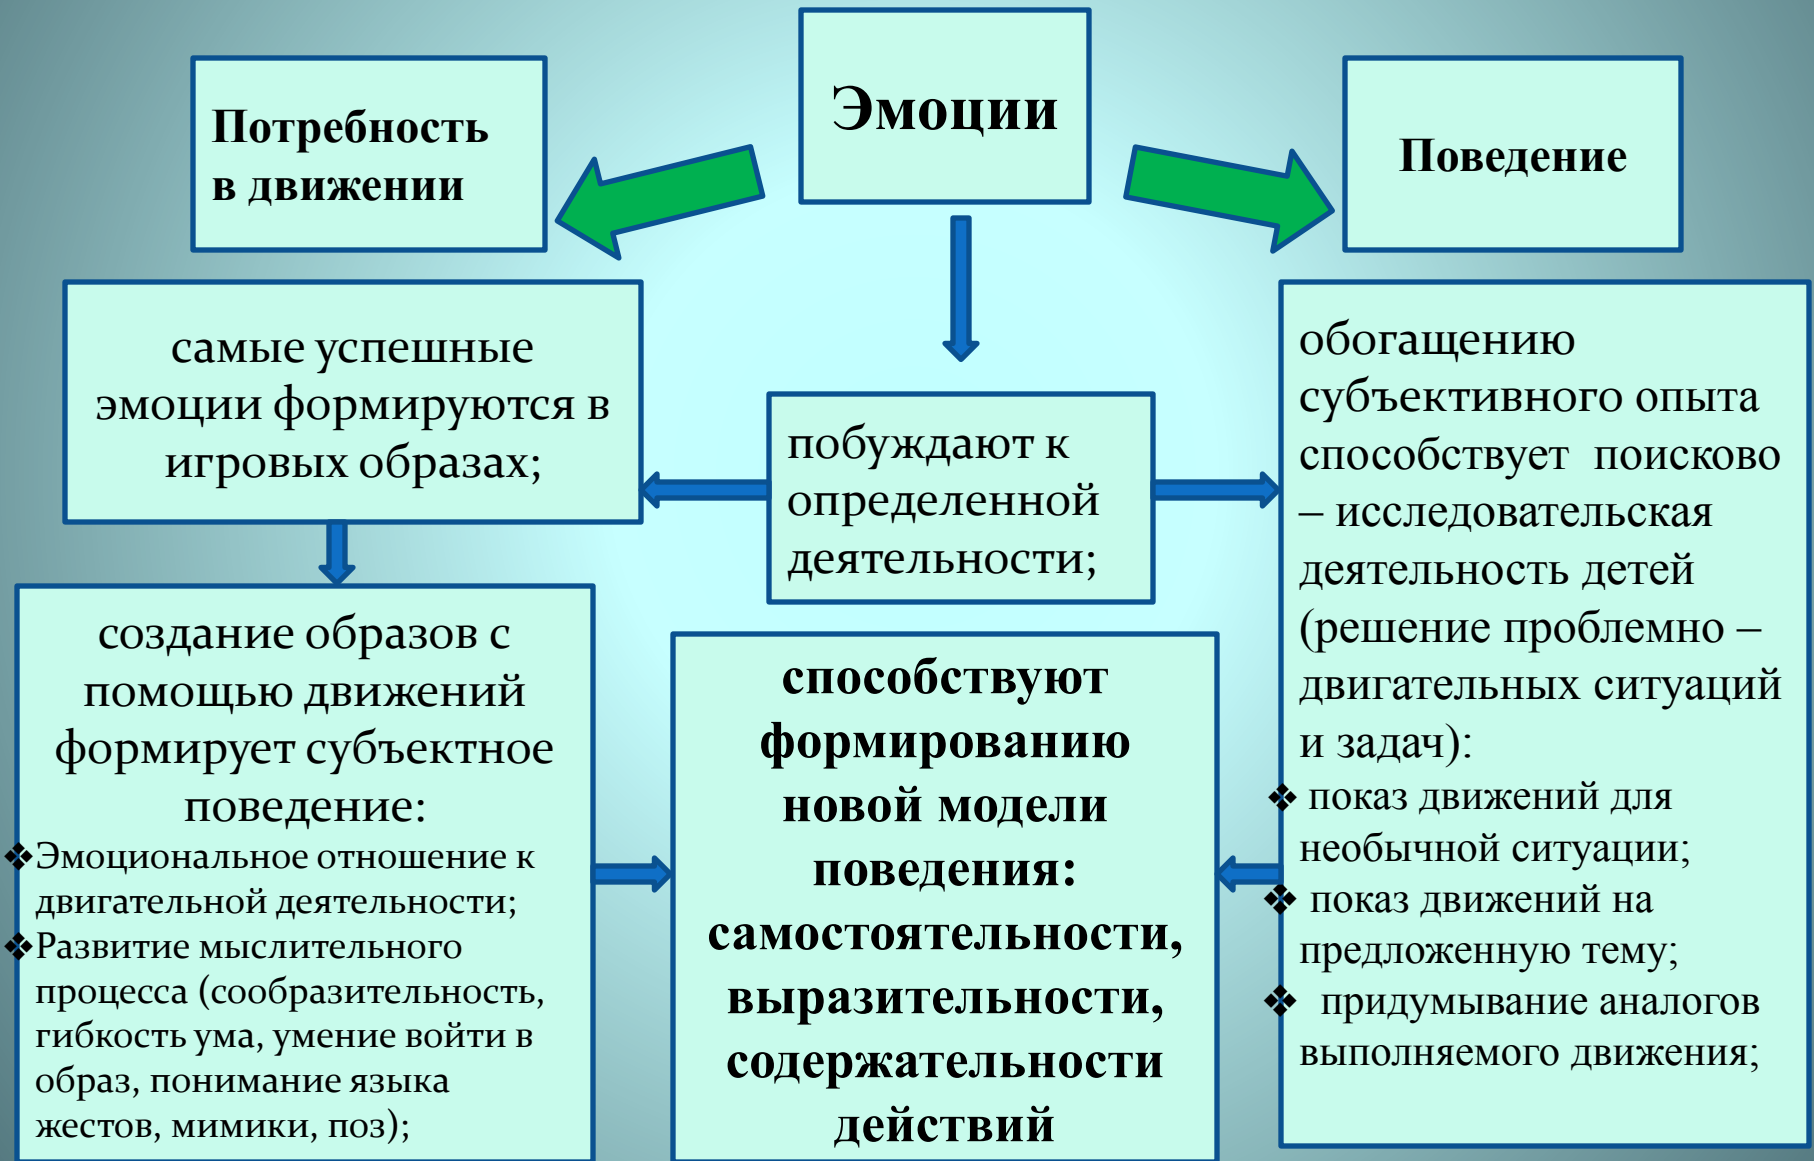 Эмоции
Потребность
в движении
Поведение
самые успешные
эмоции формируются в
игровых образах;
побуждают к
определенной
деятельности;
обогащению
субъективного опыта
способствует поисково
– исследовательская
деятельность детей
(решение проблемно –
двигательных ситуаций
и задач):
❖ показ движений для
необычной ситуации;
❖ показ движений на
предложенную тему;
❖ придумывание аналогов
выполняемого движения;
создание образов с
помощью движений
формирует субъектное
поведение:
❖Эмоциональное отношение к
двигательной деятельности;
❖Развитие мыслительного
процесса (сообразительность,
гибкость ума, умение войти в
образ, понимание языка
жестов, мимики, поз);
способствуют
формированию
новой модели
поведения:
самостоятельности,
выразительности,
содержательности
действий